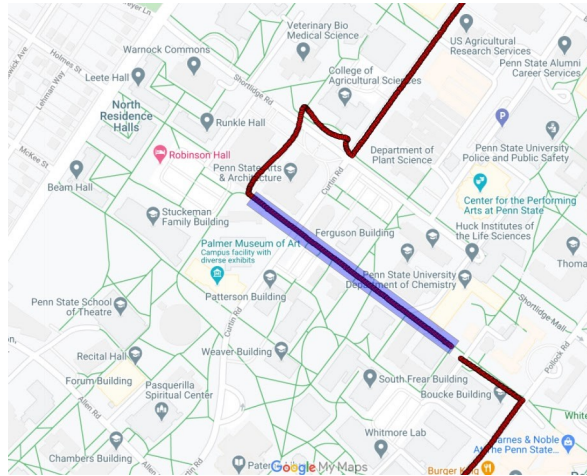 Veterinary Bio
Medical Science
Warnock Commons
Holmes St
Leete Hall
Lehman Way
Shortlidge Rd
US Agricultural
Research Services
Penn State Alumni
Career Services
College of
Agricultural Sciences
North
Residence
Halls
Runkle Hall
McKee St
Robinson Hall
Beam Hall
Penn State Arts
& Architecture
Curtin Rd
Department of
Plant Science
Penn State University
Police and Public Safety
Center for the Performing
Arts at Penn State
Stuckeman
Family Building
Ferguson Building
Huck Institutes of
the Life Sciences
Palmer Museum of Art
Campus facility with
diverse exhibits
Penn State University
Department of Chemistry
Thoma
Patterson Building
Penn State School
of Theatre
Curtin Rd
Shortlidge Mall
Pollock Rd
Weaver Building
Recital Hall
Forum Building
Pasquerilla
Spiritual Center
South Frear Building
Boucke Building
Allen Rd
Allen Rd
Whitmore Lab
White
Barnes & Noble
At The Penn State...
Chambers Building
Google My Maps
Burger King